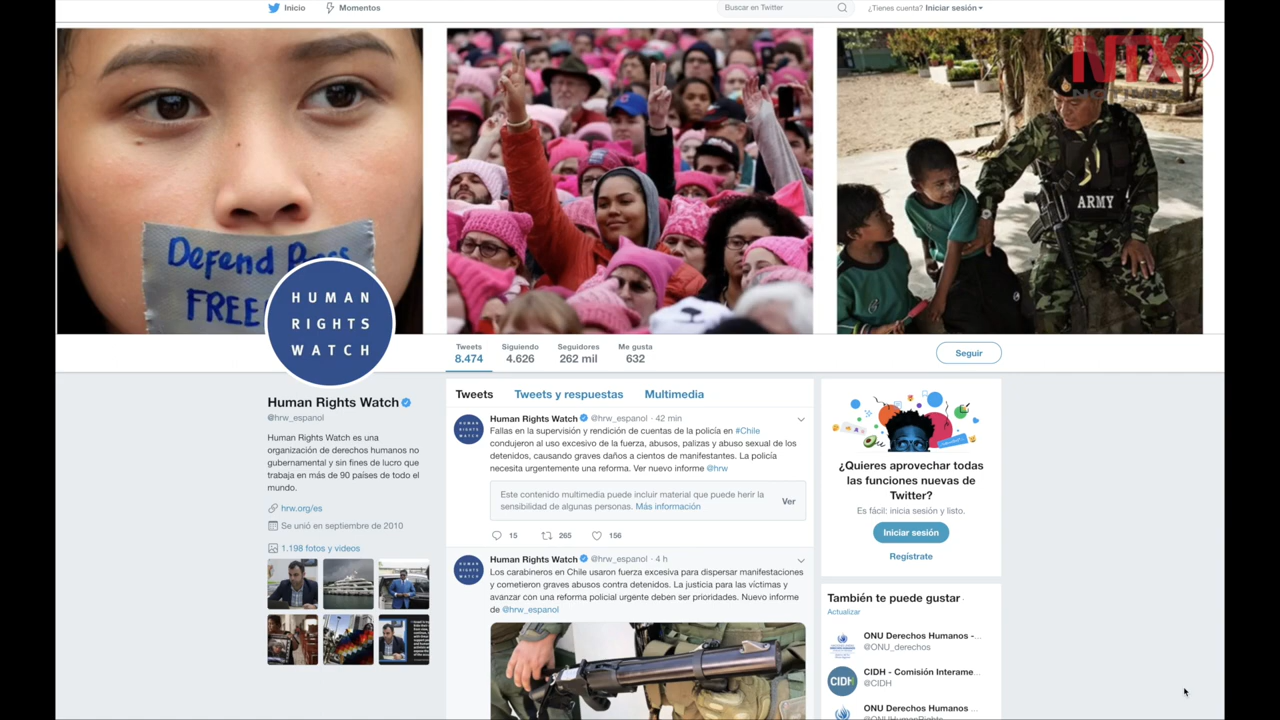 Inicio
Momentos
Buscar en Twitter
¿Tienes cuenta? Iniciar sesión
NTX
ARMY
Defend Press
FREE
HUMAN
RIGHTS
WATCH
Tweets
8.474
Siguiendo
4.626
Seguidores
262 mil
Me gusta
632
Seguir
Human Rights Watch
@hrw_espanol
Human Rights Watch es una
organización de derechos humanos no
gubernamental y sin fines de lucro que
trabaja en más de 90 países de todo el
mundo.
hrw.org/es
Se unió en septiembre de 2010
1.198 fotos y videos
Tweets
Tweets y respuestas
Multimedia
HUMAN
RIGHTS
WATCH
Human Rights Watch @hrw_espanol · 42 min
Fallas en la supervisión y rendición de cuentas de la policía en #Chile
condujeron al uso excesivo de la fuerza, abusos, palizas y abuso sexual de los
detenidos, causando graves daños a cientos de manifestantes. La policía
necesita urgentemente una reforma. Ver nuevo informe @hrw
Este contenido multimedia puede incluir material que puede herir la
sensibilidad de algunas personas. Más información
Ver
15
265
156
HUMAN
RIGHTS
WATCH
Human Rights Watch @hrw_espanol · 4 h
Los carabineros en Chile usaron fuerza excesiva para dispersar manifestaciones
y cometieron graves abusos contra detenidos. La justicia para las víctimas y
avanzar con una reforma policial urgente deben ser prioridades. Nuevo informe
de @hrw_espanol
¿Quieres aprovechar todas
las funciones nuevas de
Twitter?
Es fácil: inicia sesión y listo.
Iniciar sesión
Regístrate
También te puede gustar ·
Actualizar
ONU Derechos Humanos -...
@ONU_derechos
CIDH
CIDH - Comisión Interame...
@CIDH
ONU Derechos Humanos ...
@ONUHumanRights